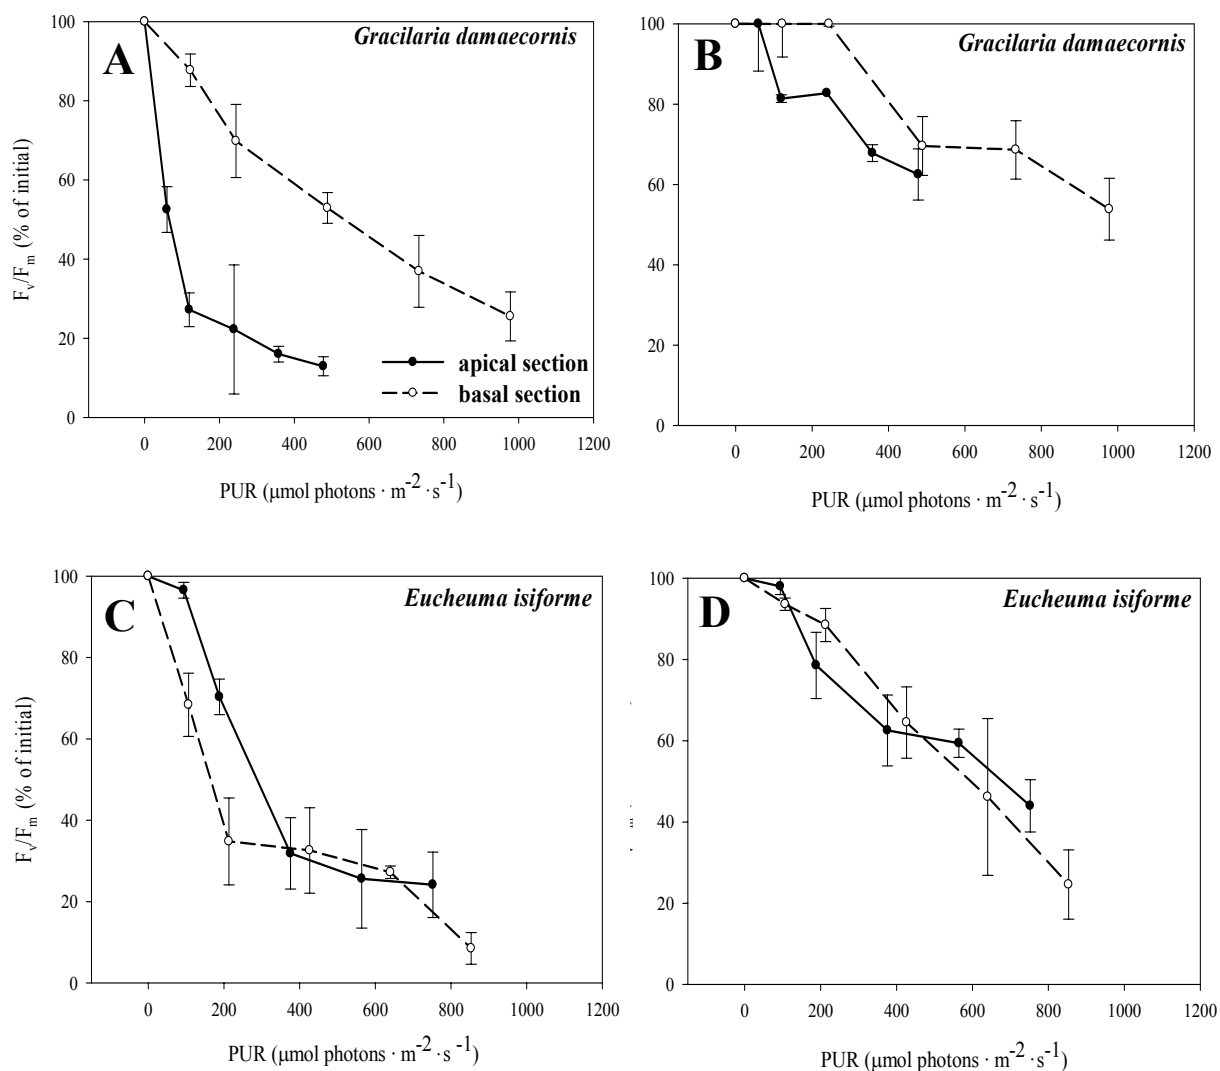 A
Gracilaria damaecornis
100
80
60
40
20
0
F_v/F_m (% of initial)
apical section
basal section
0 200 400 600 800 1000 1200
PUR (μmol photons · m^-2 · s^-1)
B
Gracilaria damaecornis
100
80
60
40
20
0
0 200 400 600 800 1000 1200
PUR (μmol photons · m^-2 · s^-1)
C
Eucheuma isiforme
100
80
60
40
20
0
F_v/F_m (% of initial)
0 200 400 600 800 1000 1200
PUR (μmol photons · m^-2 · s^-1)
D
Eucheuma isiforme
100
80
60
40
20
0
0 200 400 600 800 1000 1200
PUR (μmol photons · m^-2 · s^-1)